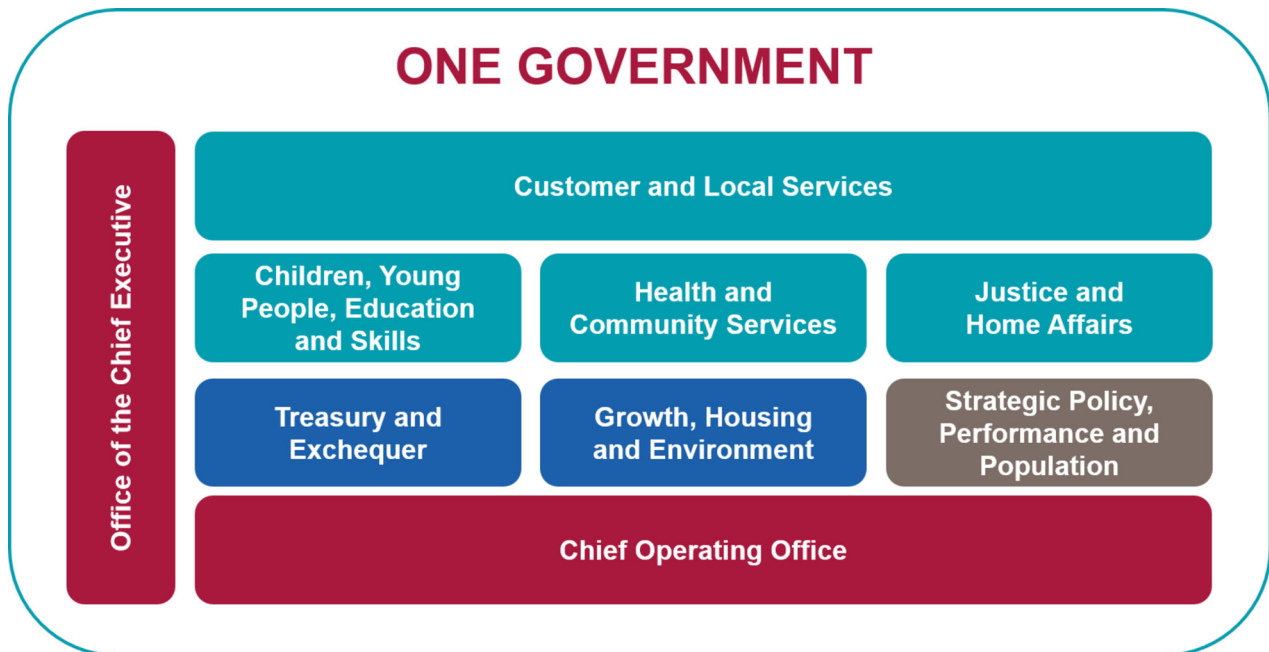 ONE GOVERNMENT
Office of the Chief Executive
Customer and Local Services
Children, Young
People, Education
and Skills
Health and
Community Services
Justice and
Home Affairs
Treasury and
Exchequer
Growth, Housing
and Environment
Strategic Policy,
Performance and
Population
Chief Operating Office